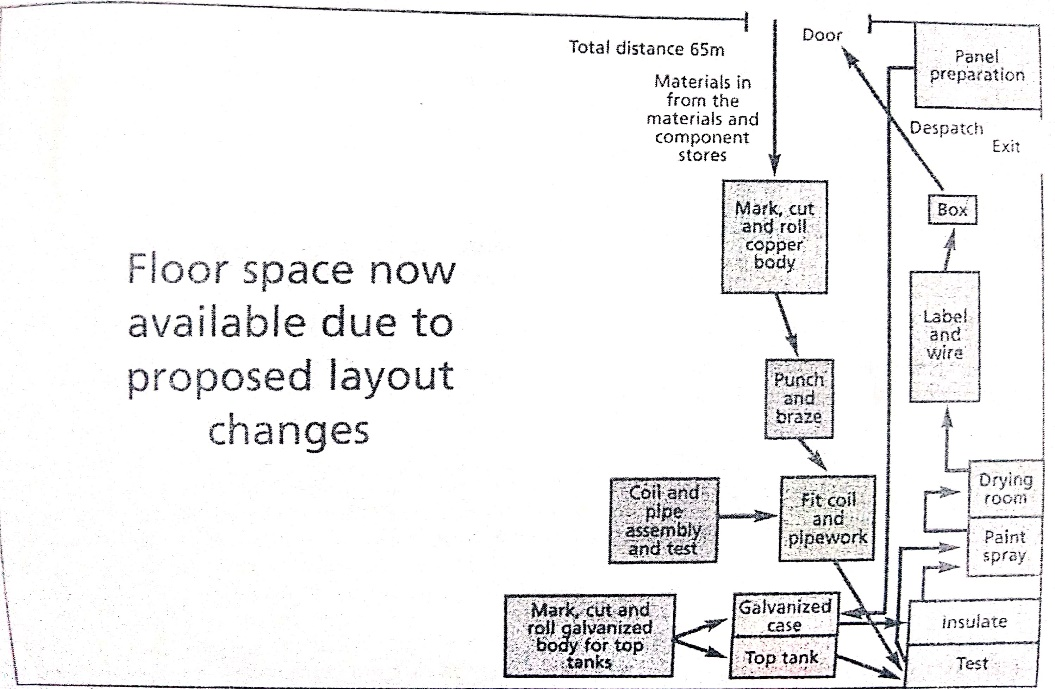 Total distance 65m
Door
Panel
preparation
Materials in
from the
materials and
component
stores
Despatch
Exit
Mark, cut
and roll
copper
body
Box
Floor space now
available due to
proposed layout
changes
Label
and
wire
Punch
and
braze
Coil and
pipe
assembly
and test
Fit coil
and
pipework
Drying
room
Paint
spray
Mark, cut and
roll galvanized
body for top
tanks
Galvanized
case
Top tank
insulate
Test